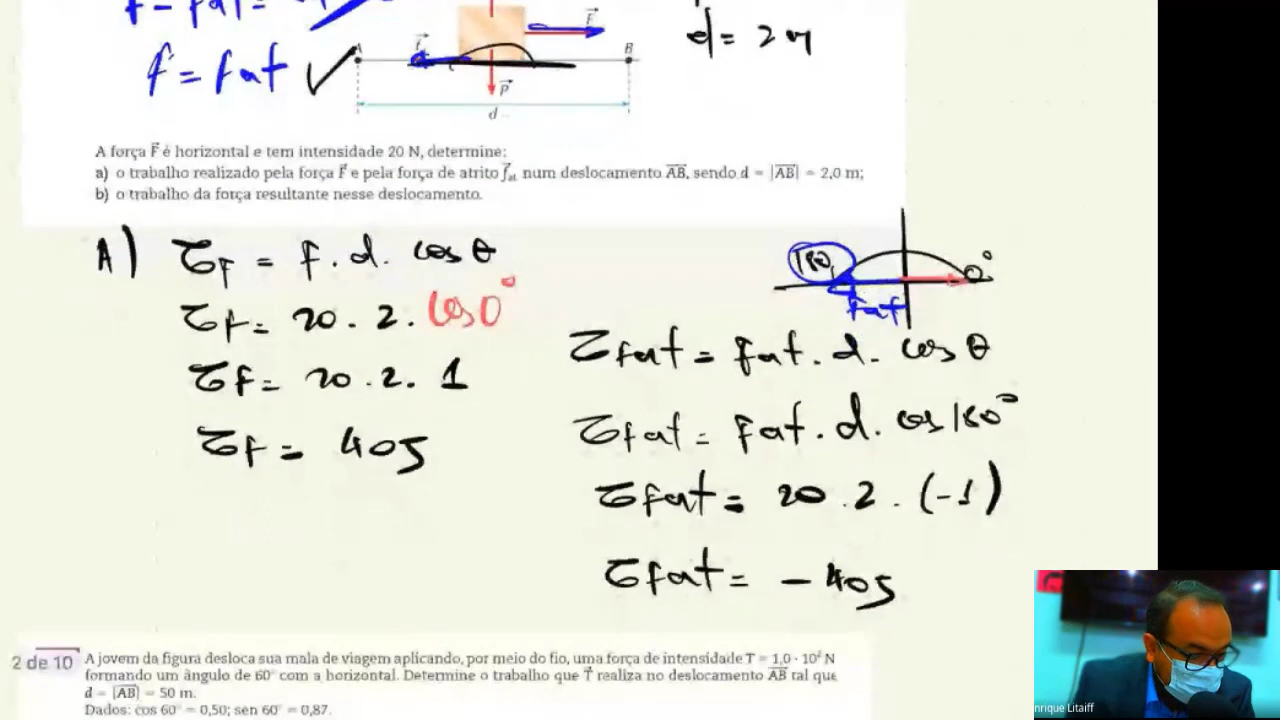 F = fat
d = 2 m
F
f
A
B
P
d
A força F é horizontal e tem intensidade 20 N, determine:
a) o trabalho realizado pela força F e pela força de atrito fat num deslocamento AB, sendo d = |AB| = 2,0 m;
b) o trabalho da força resultante nesse deslocamento.
A) τF = F . d . cos θ
τF = 20 . 2 . cos 0°
τF = 20 . 2 . 1
τF = 40J
180
0°
fat
τfat = fat . d . cos θ
τfat = fat . d . cos 180°
τfat = 20 . 2 . (-1)
τfat = - 40J
2 de 10
A jovem da figura desloca sua mala de viagem aplicando, por meio do fio, uma força de intensidade T = 1,0 · 10² N
formando um ângulo de 60° com a horizontal. Determine o trabalho que T realiza no deslocamento AB tal que
d = |AB| = 50 m.
Dados: cos 60° = 0,50; sen 60° = 0,87.
nrique Litaiff